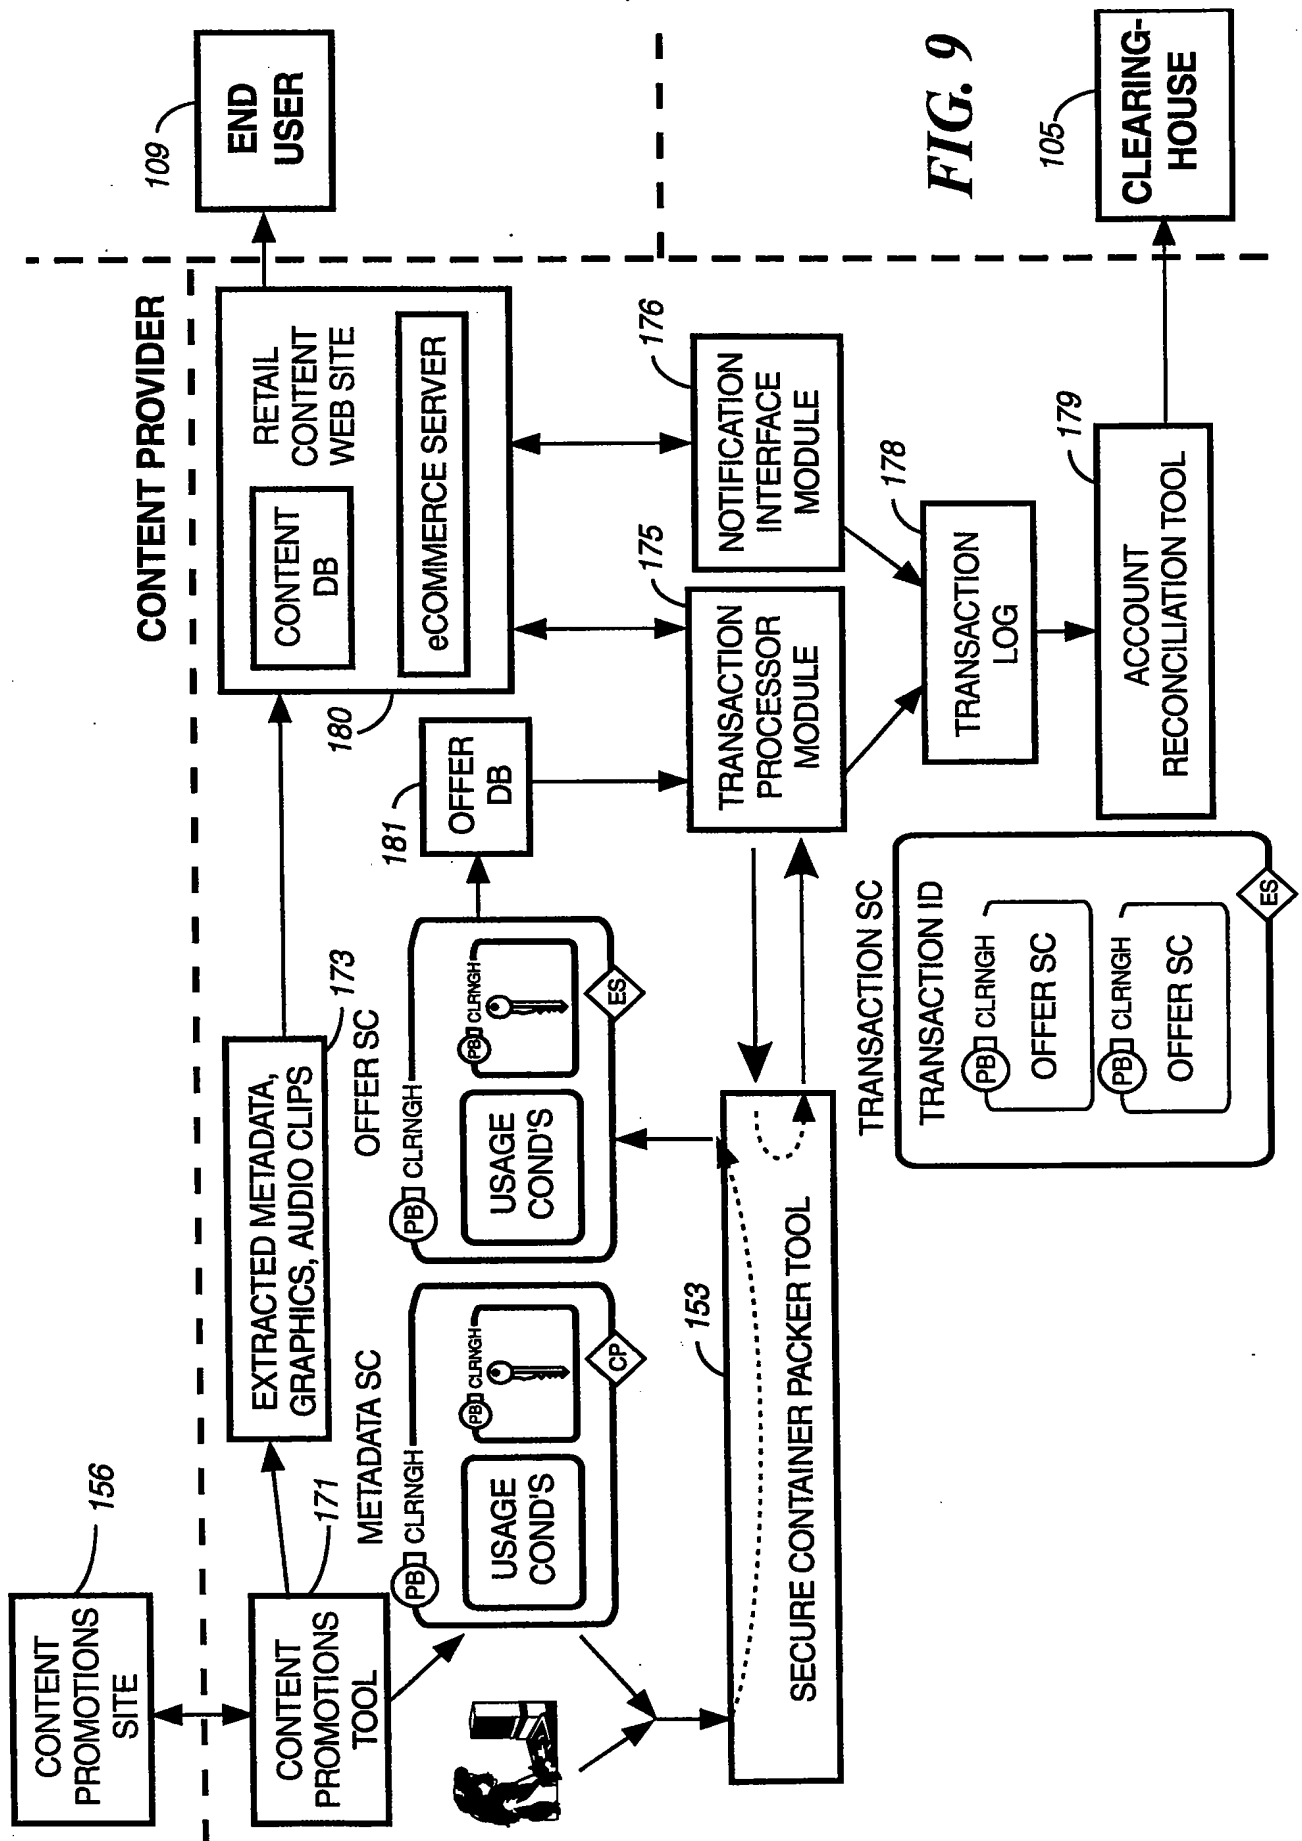 CONTENT PROVIDER
156
CONTENT
PROMOTIONS
SITE
109
END
USER
171
CONTENT
PROMOTIONS
TOOL
173
EXTRACTED METADATA,
GRAPHICS, AUDIO CLIPS
180
RETAIL
CONTENT
WEB SITE
CONTENT
DB
eCOMMERCE SERVER
METADATA SC
PB CLRNGH
USAGE
COND'S
PB CLRNGH
CP
OFFER SC
PB CLRNGH
USAGE
COND'S
PB CLRNGH
ES
181
OFFER
DB
153
SECURE CONTAINER PACKER TOOL
175
TRANSACTION
PROCESSOR
MODULE
176
NOTIFICATION
INTERFACE
MODULE
178
TRANSACTION
LOG
TRANSACTION SC
TRANSACTION ID
PB CLRNGH
OFFER SC
PB CLRNGH
OFFER SC
ES
179
ACCOUNT
RECONCILIATION TOOL
105
CLEARING-
HOUSE
FIG. 9